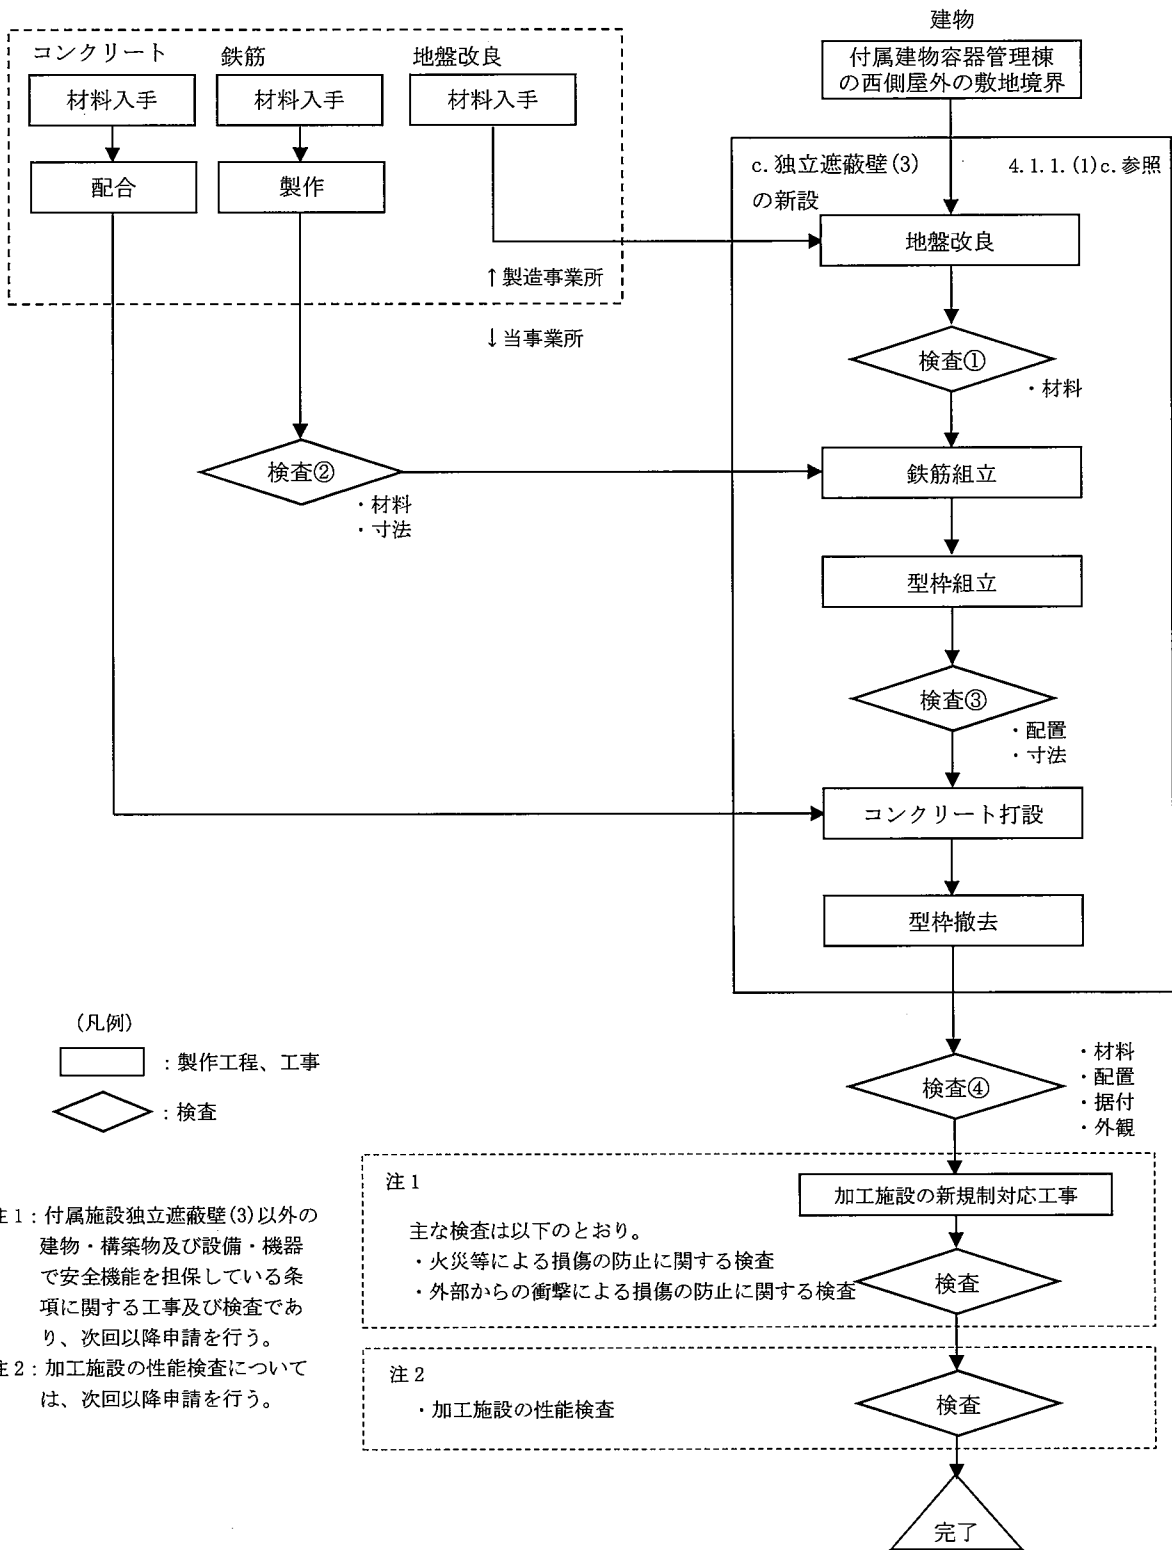 建物
付属建物容器管理棟
の西側屋外の敷地境界
コンクリート
鉄筋
地盤改良
材料入手
材料入手
材料入手
配合
製作
↑製造事業所
↓当事業所
c.独立遮蔽壁(3)
の新設
4.1.1.(1)c.参照
地盤改良
検査①
・材料
検査②
・材料
・寸法
鉄筋組立
型枠組立
検査③
・配置
・寸法
コンクリート打設
型枠撤去
(凡例)
:製作工程、工事
:検査
検査④
・材料
・配置
・据付
・外観
注1
加工施設の新規制対応工事
主な検査は以下のとおり。
・火災等による損傷の防止に関する検査
・外部からの衝撃による損傷の防止に関する検査
検査
注2
・加工施設の性能検査
検査
完了
注1:付属施設独立遮蔽壁(3)以外の
建物・構築物及び設備・機器
で安全機能を担保している条
項に関する工事及び検査であ
り、次回以降申請を行う。
注2:加工施設の性能検査について
は、次回以降申請を行う。